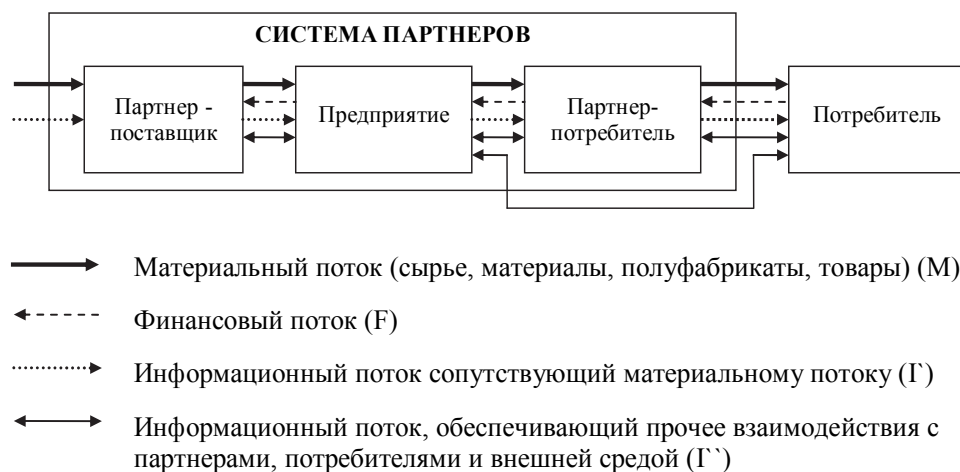 СИСТЕМА ПАРТНЕРОВ
Партнер -
поставщик
Предприятие
Партнер-
потребитель
Потребитель
Материальный поток (сырье, материалы, полуфабрикаты, товары) (M)
Финансовый поток (F)
Информационный поток сопутствующий материальному потоку (I`)
Информационный поток, обеспечивающий прочее взаимодействия с
партнерами, потребителями и внешней средой (I``)